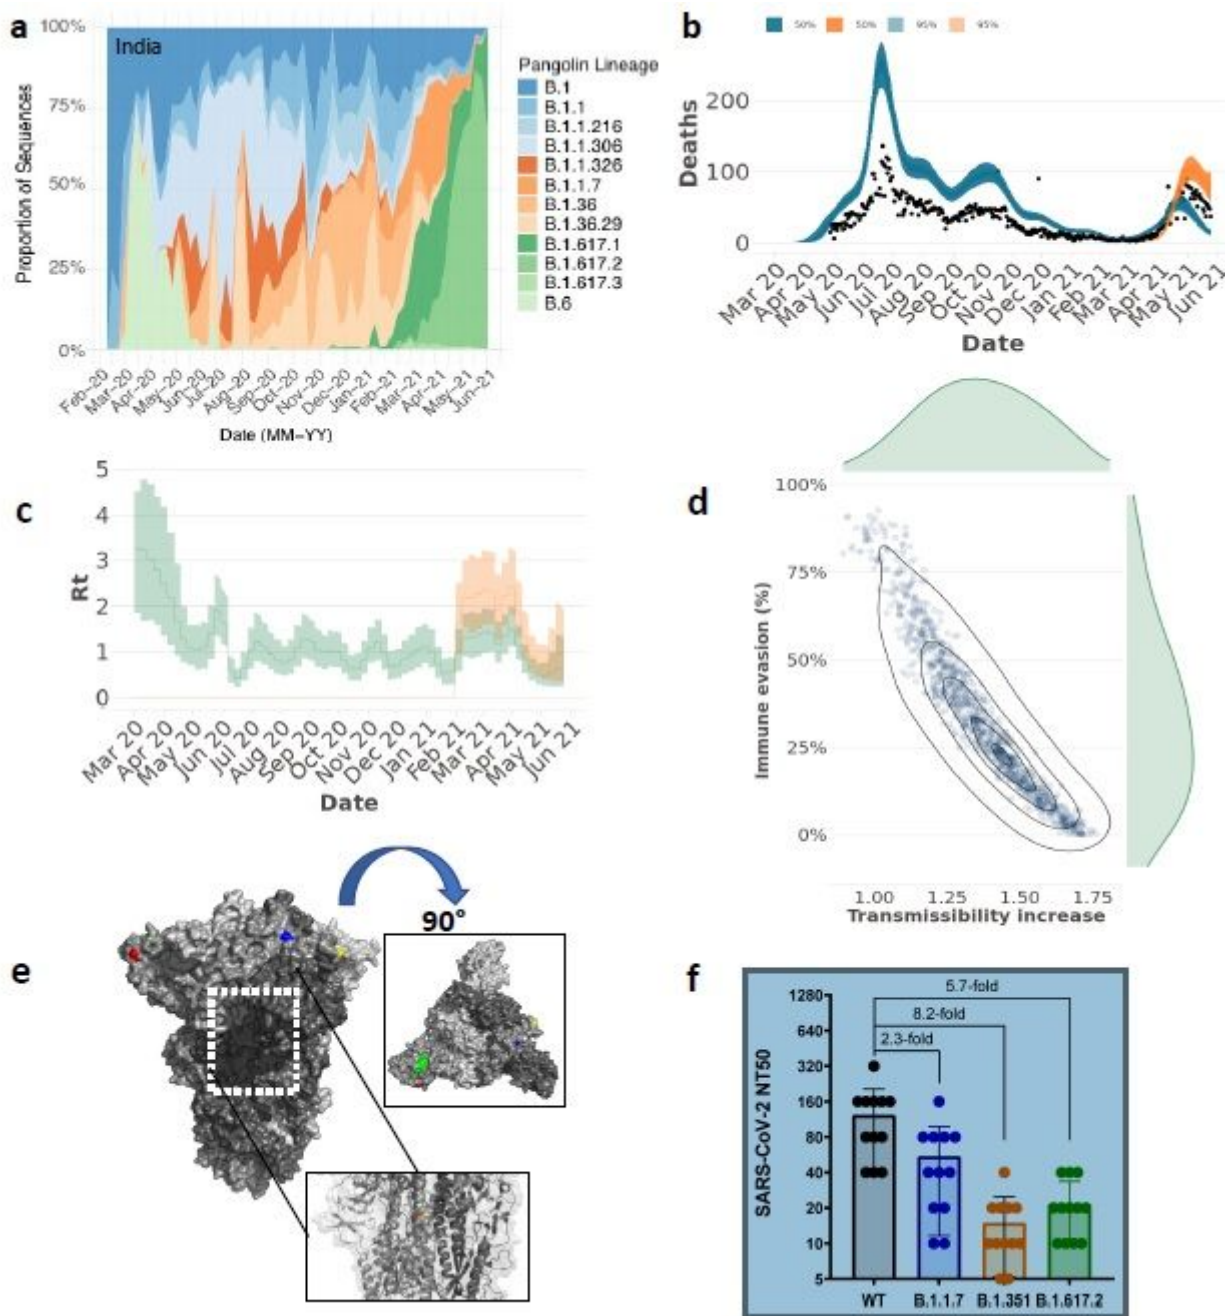 a
India
100%
75%
50%
25%
0%
Proportion of Sequences
Feb-20
Mar-20
Apr-20
May-20
Jun-20
Jul-20
Aug-20
Sep-20
Oct-20
Nov-20
Dec-20
Jan-21
Feb-21
Mar-21
Apr-21
May-21
Jun-21
Date (MM-YY)
Pangolin Lineage
B.1
B.1.1
B.1.1.216
B.1.1.306
B.1.1.326
B.1.1.7
B.1.36
B.1.36.29
B.1.617.1
B.1.617.2
B.1.617.3
B.6
b
50% 50% 95% 95%
Deaths
200
100
0
Mar 20
Apr 20
May 20
Jun 20
Jul 20
Aug 20
Sep 20
Oct 20
Nov 20
Dec 20
Jan 21
Feb 21
Mar 21
Apr 21
May 21
Jun 21
Date
c
Rt
5
4
3
2
1
0
Mar 20
Apr 20
May 20
Jun 20
Jul 20
Aug 20
Sep 20
Oct 20
Nov 20
Dec 20
Jan 21
Feb 21
Mar 21
Apr 21
May 21
Jun 21
Date
d
Immune evasion (%)
100%
75%
50%
25%
0%
1.00 1.25 1.50 1.75
Transmissibility increase
e
90°
f
SARS-CoV-2 NT50
1280
640
320
160
80
40
20
10
5
5.7-fold
8.2-fold
2.3-fold
WT B.1.1.7 B.1.351 B.1.617.2